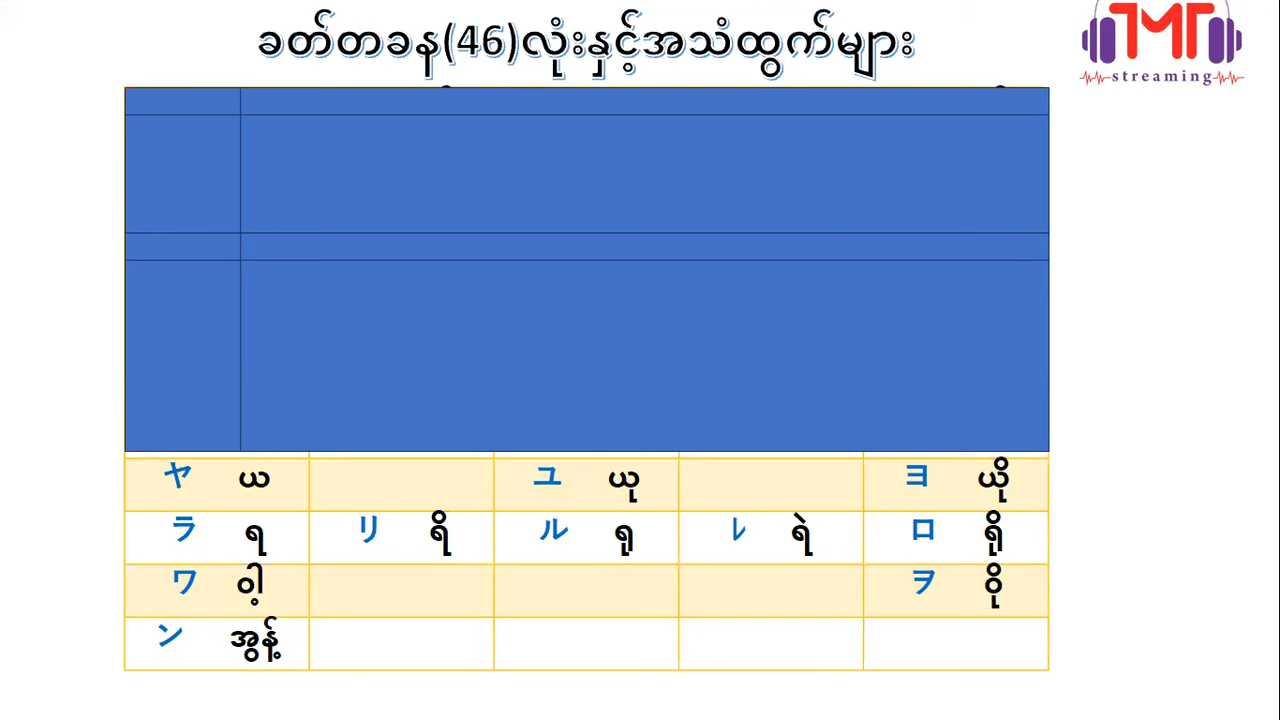 ခတ်တခန(46)လုံးနှင့်အသံထွက်များ
TMT
streaming
ヤ ယ ユ ယု ヨ ယို
ラ ရ リ ရိ ル ရု レ ရဲ ロ ရို
ワ ဝါ့ ヲ ဝို
ン အွန့်